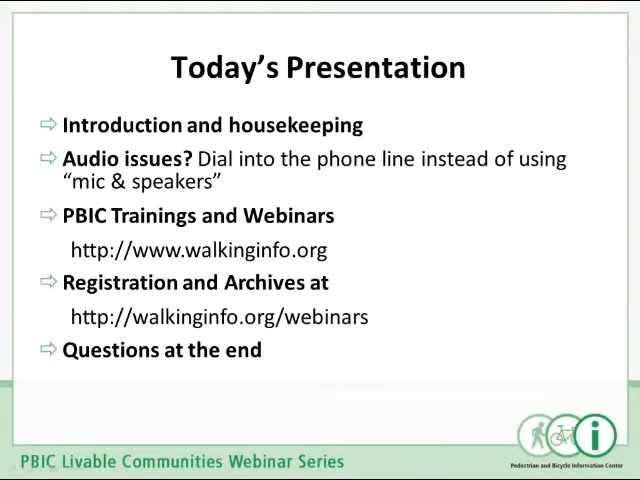 Today's Presentation
Introduction and housekeeping
Audio issues? Dial into the phone line instead of using
“mic & speakers”
PBIC Trainings and Webinars
http://www.walkinginfo.org
Registration and Archives at
http://walkinginfo.org/webinars
Questions at the end
i
Pedestrian and Bicycle Information Center
PBIC Livable Communities Webinar Series